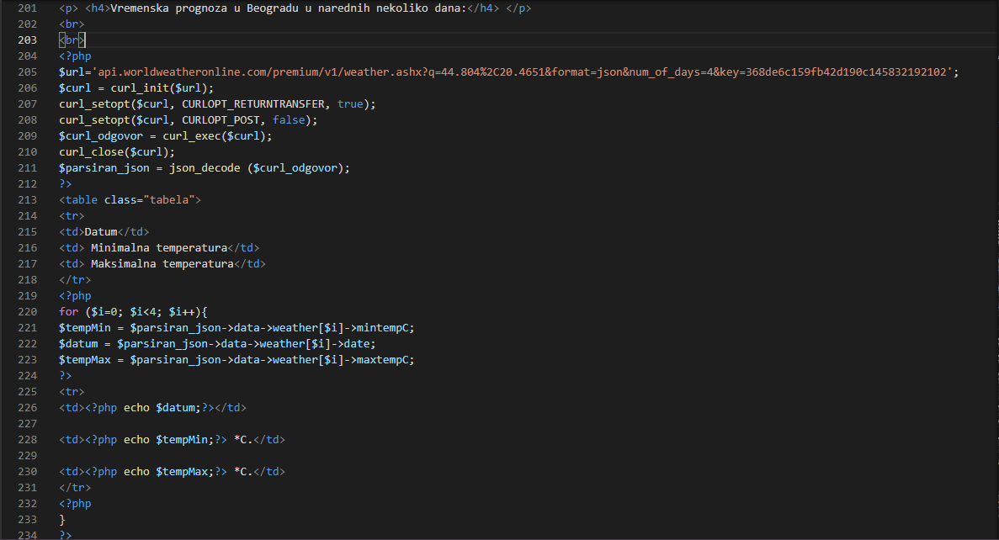 201 <p> <h4>Vremenska prognoza u Beogradu u narednih nekoliko dana:</h4> </p>
202 <br>
203 <br>
204 <?php
205 $url='api.worldweatheronline.com/premium/v1/weather.ashx?q=44.804%2C20.4651&format=json&num_of_days=4&key=368de6c159fb42d190c145832192102';
206 $curl = curl_init($url);
207 curl_setopt($curl, CURLOPT_RETURNTRANSFER, true);
208 curl_setopt($curl, CURLOPT_POST, false);
209 $curl_odgovor = curl_exec($curl);
210 curl_close($curl);
211 $parsiran_json = json_decode ($curl_odgovor);
212 ?>
213 <table class="tabela">
214 <tr>
215 <td>Datum</td>
216 <td> Minimalna temperatura</td>
217 <td> Maksimalna temperatura</td>
218 </tr>
219 <?php
220 for ($i=0; $i<4; $i++){
221 $tempMin = $parsiran_json->data->weather[$i]->mintempC;
222 $datum = $parsiran_json->data->weather[$i]->date;
223 $tempMax = $parsiran_json->data->weather[$i]->maxtempC;
224 ?>
225 <tr>
226 <td><?php echo $datum;?></td>
227
228 <td><?php echo $tempMin;?> *C.</td>
229
230 <td><?php echo $tempMax;?> *C.</td>
231 </tr>
232 <?php
233 }
234 ?>